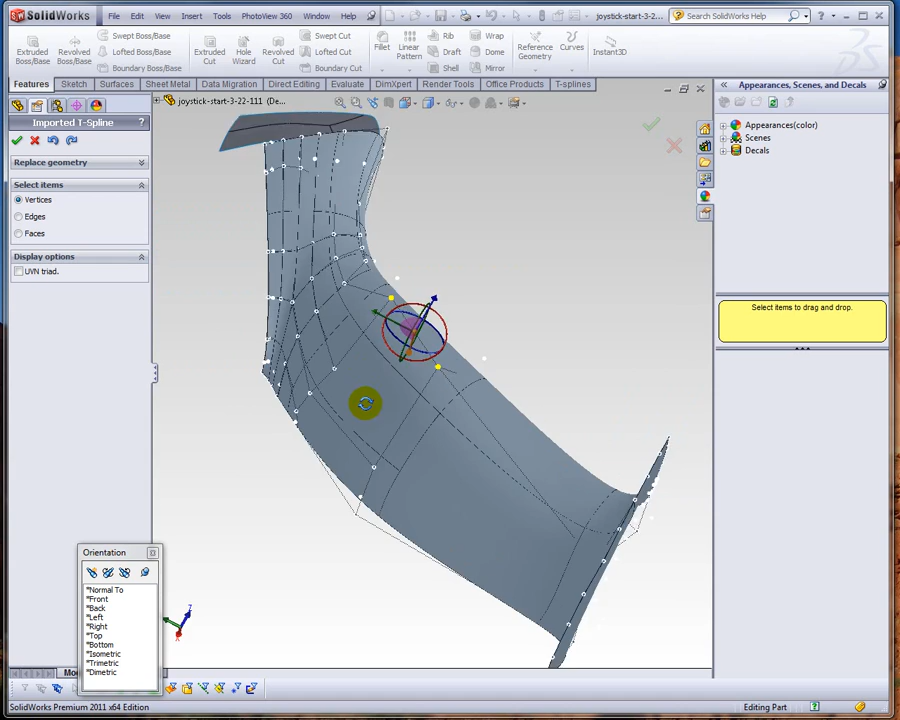 SolidWorks File Edit View Insert Tools PhotoView 360 Window Help joystick-start-3-2... Search SolidWorks Help
Extruded Boss/Base
Revolved Boss/Base
Swept Boss/Base
Lofted Boss/Base
Boundary Boss/Base
Extruded Cut
Hole Wizard
Revolved Cut
Swept Cut
Lofted Cut
Boundary Cut
Fillet
Linear Pattern
Rib
Draft
Shell
Wrap
Dome
Mirror
Reference Geometry
Curves
Instant3D
Features Sketch Surfaces Sheet Metal Data Migration Direct Editing Evaluate DimXpert Render Tools Office Products T-splines
Appearances, Scenes, and Decals
joystick-start-3-22-111 (De...
Imported T-Spline ?
Replace geometry
Select items
Vertices
Edges
Faces
Display options
UVN triad.
Appearances(color)
Scenes
Decals
Select items to drag and drop.
Orientation
*Normal To
*Front
*Back
*Left
*Right
*Top
*Bottom
*Isometric
*Trimetric
*Dimetric
Z
X
Mo
SolidWorks Premium 2011 x64 Edition
Editing Part